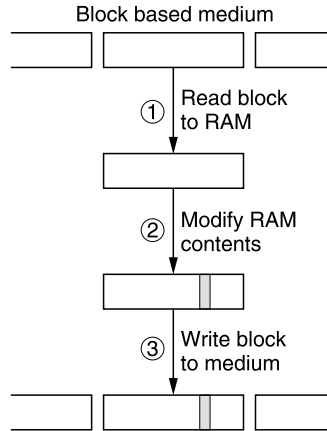 Block based medium
① Read block
to RAM
② Modify RAM
contents
③ Write block
to medium